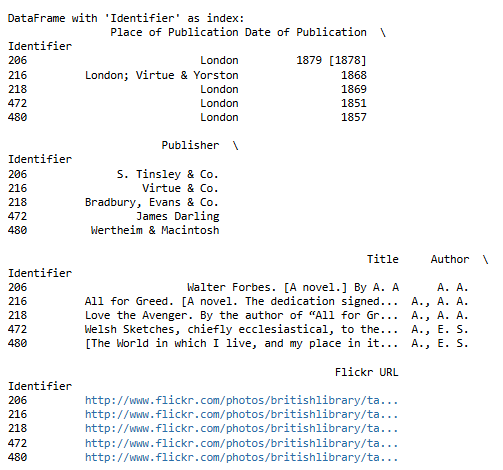 DataFrame with 'Identifier' as index:
Place of Publication Date of Publication \
Identifier
206 London 1879 [1878]
216 London; Virtue & Yorston 1868
218 London 1869
472 London 1851
480 London 1857
Publisher \
Identifier
206 S. Tinsley & Co.
216 Virtue & Co.
218 Bradbury, Evans & Co.
472 James Darling
480 Wertheim & Macintosh
Title Author \
Identifier
206 Walter Forbes. [A novel.] By A. A A. A.
216 All for Greed. [A novel. The dedication signed... A., A. A.
218 Love the Avenger. By the author of “All for Gr... A., A. A.
472 Welsh Sketches, chiefly ecclesiastical, to the... A., E. S.
480 [The World in which I live, and my place in it... A., E. S.
Flickr URL
Identifier
206 http://www.flickr.com/photos/britishlibrary/ta...
216 http://www.flickr.com/photos/britishlibrary/ta...
218 http://www.flickr.com/photos/britishlibrary/ta...
472 http://www.flickr.com/photos/britishlibrary/ta...
480 http://www.flickr.com/photos/britishlibrary/ta...